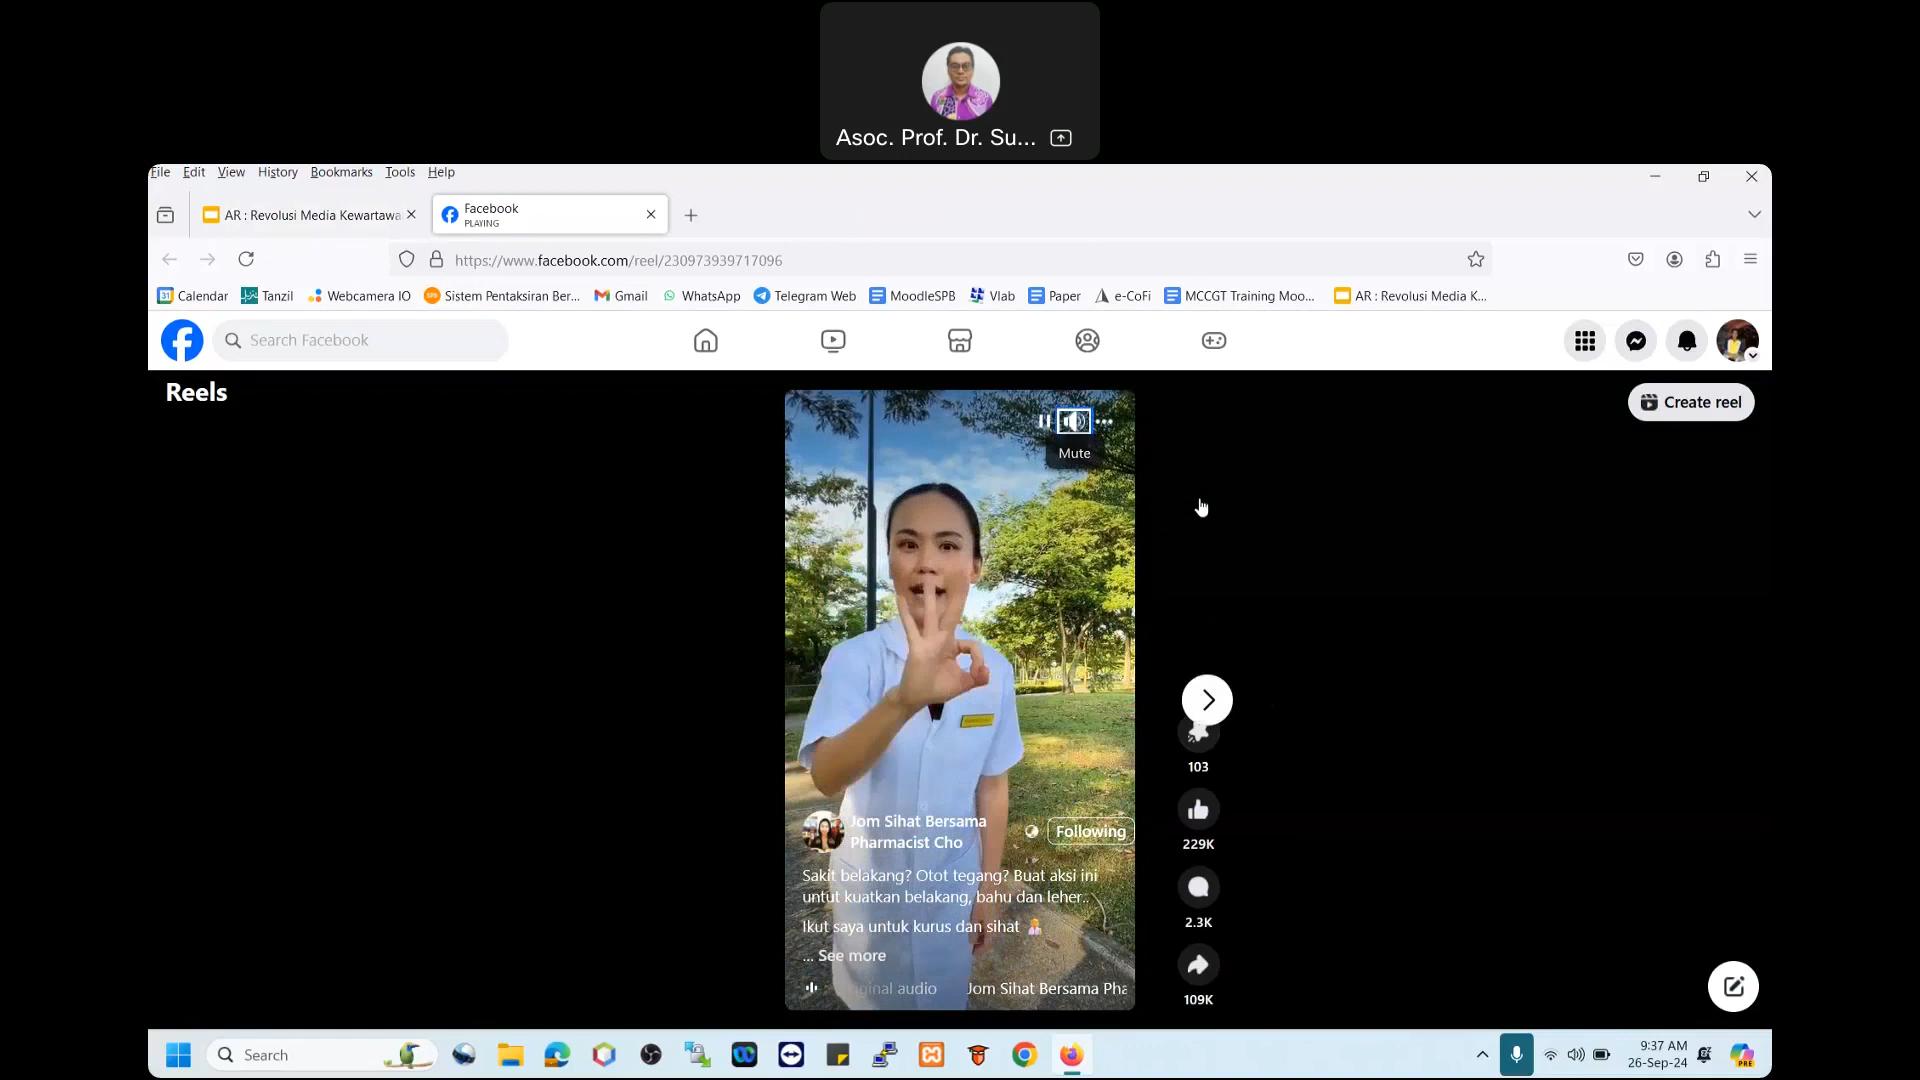 Asoc. Prof. Dr. Su...
File Edit View History Bookmarks Tools Help
AR : Revolusi Media Kewartawa
Facebook
PLAYING
https://www.facebook.com/reel/230973939717096
31 Calendar Tanzil Webcamera IO Sistem Pentaksiran Ber... Gmail WhatsApp Telegram Web MoodleSPB Vlab Paper e-CoFi MCCGT Training Moo... AR : Revolusi Media K...
Search Facebook
Reels
Create reel
Mute
103
229K
2.3K
109K
Jom Sihat Bersama
Pharmacist Cho
Following
Sakit belakang? Otot tegang? Buat aksi ini
untut kuatkan belakang, bahu dan leher..
Ikut saya untuk kurus dan sihat
... See more
ginal audio Jom Sihat Bersama Pha
Search
9:37 AM
26-Sep-24
PRE